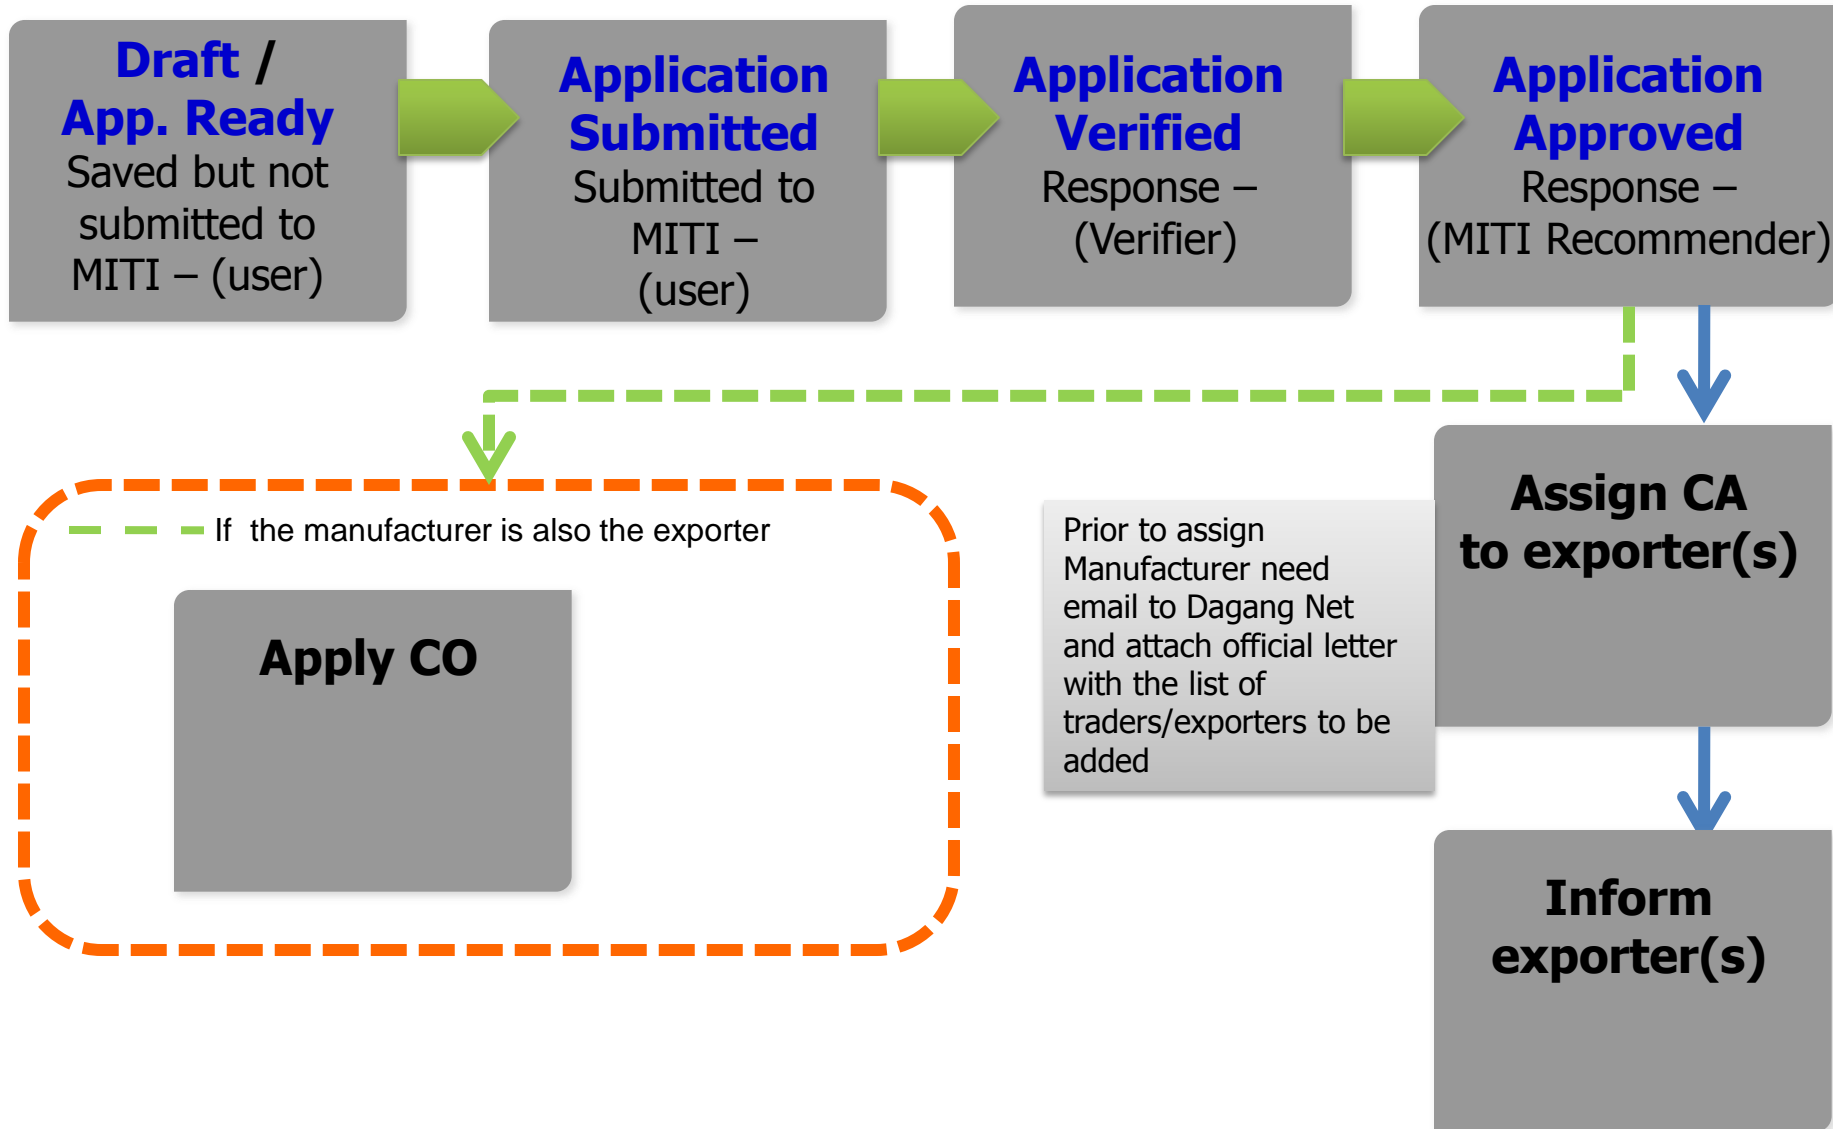 Draft /
App. Ready
Saved but not
submitted to
MITI – (user)
Application
Submitted
Submitted to
MITI –
(user)
Application
Verified
Response –
(Verifier)
Application
Approved
Response –
(MITI Recommender)
If  the manufacturer is also the exporter
Apply CO
Prior to assign
Manufacturer need
email to Dagang Net
and attach official letter
with the list of
traders/exporters to be
added
Assign CA
to exporter(s)
Inform
exporter(s)